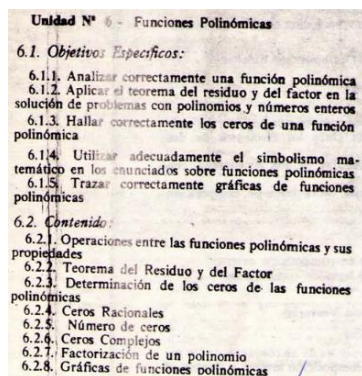 Unidad Nº 6 - Funciones Polinómicas
6.1. Objetivos Específicos:
6.1.1. Analizar correctamente una función polinómica
6.1.2. Aplicar el teorema del residuo y del factor en la
solución de problemas con polinomios y números enteros
6.1.3. Hallar correctamente los ceros de una función
polinómica
6.1.4. Utilizar adecuadamente el simbolismo ma-
temático en los enunciados sobre funciones polinómicas
6.1.5. Trazar correctamente gráficas de funciones
polinómicas
6.2. Contenido:
6.2.1. Operaciones entre las funciones polinómicas y sus
propiedades
6.2.2. Teorema del Residuo y del Factor
6.2.3. Determinación de los ceros de las funciones
polinómicas
6.2.4. Ceros Racionales
6.2.5. Número de ceros
6.2.6. Ceros Complejos
6.2.7. Factorización de un polinomio
6.2.8. Gráficas de funciones polinómicas